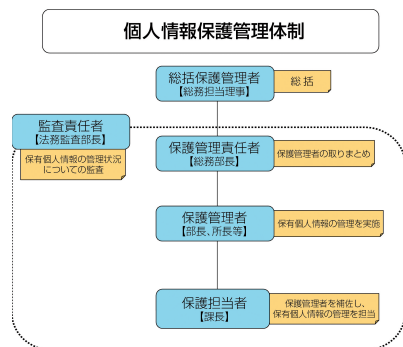 個人情報保護管理体制
総括保護管理者
【総務担当理事】
総括
監査責任者
【法務監査部長】
保有個人情報の管理状況
についての監査
保護管理責任者
【総務部長】
保護管理者の取りまとめ
保護管理者
【部長、所長等】
保有個人情報の管理を実施
保護担当者
【課長】
保護管理者を補佐し、
保有個人情報の管理を担当